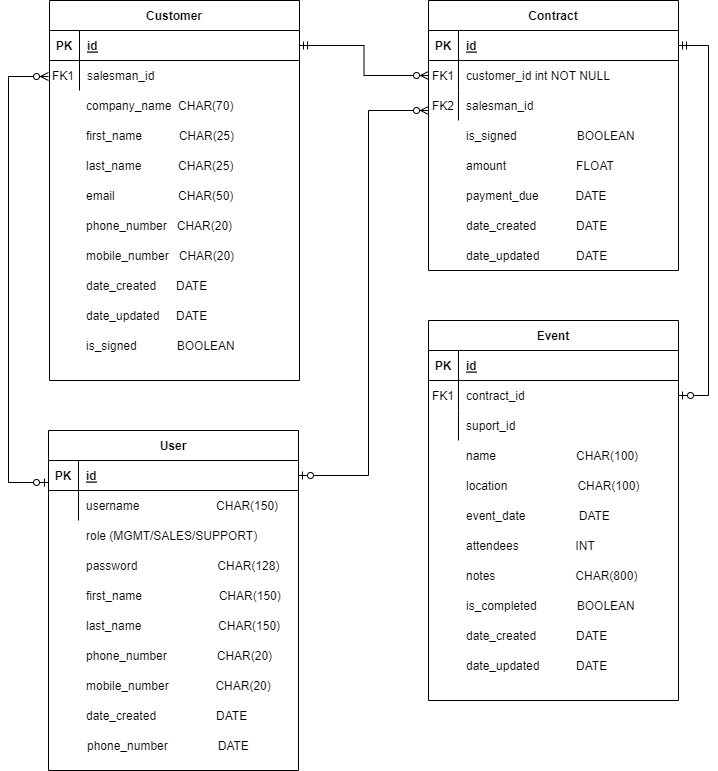 Customer
PK id
FK1 salesman_id
company_name CHAR(70)
first_name CHAR(25)
last_name CHAR(25)
email CHAR(50)
phone_number CHAR(20)
mobile_number CHAR(20)
date_created DATE
date_updated DATE
is_signed BOOLEAN
Contract
PK id
FK1 customer_id int NOT NULL
FK2 salesman_id
is_signed BOOLEAN
amount FLOAT
payment_due DATE
date_created DATE
date_updated DATE
User
PK id
username CHAR(150)
role (MGMT/SALES/SUPPORT)
password CHAR(128)
first_name CHAR(150)
last_name CHAR(150)
phone_number CHAR(20)
mobile_number CHAR(20)
date_created DATE
phone_number DATE
Event
PK id
FK1 contract_id
suport_id
name CHAR(100)
location CHAR(100)
event_date DATE
attendees INT
notes CHAR(800)
is_completed BOOLEAN
date_created DATE
date_updated DATE